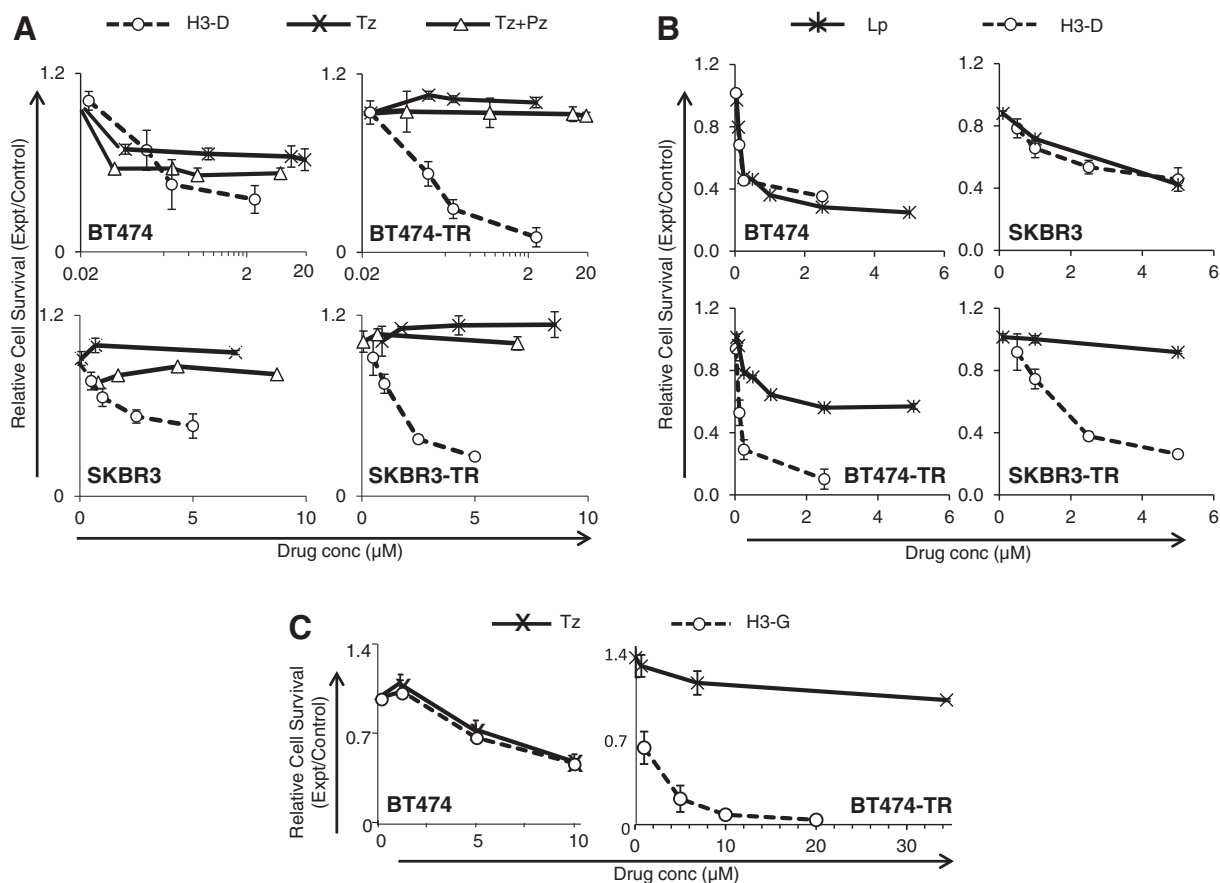 A
H3-D Tz Tz+Pz
Relative Cell Survival (Expt/Control)
1.2
0
BT474
0.02 2 20
1.2
0
BT474-TR
0.02 2 20
1.2
0
SKBR3
0 5 10
1.2
0
SKBR3-TR
0 5 10
Drug conc (µM)
B
Lp H3-D
Relative Cell Survival (Expt/Control)
1.2
0.8
0.4
0.0
BT474
0 2 4 6
1.2
0.8
0.4
0.0
SKBR3
0 2 4 6
1.2
0.8
0.4
0.0
BT474-TR
0 2 4 6
1.2
0.8
0.4
0.0
SKBR3-TR
0 2 4 6
Drug conc (µM)
C
Tz H3-G
Relative Cell Survival
(Expt/Control)
1.4
0.7
0
BT474
0 5 10
1.4
0.7
0
BT474-TR
0 10 20 30
Drug conc (µM)